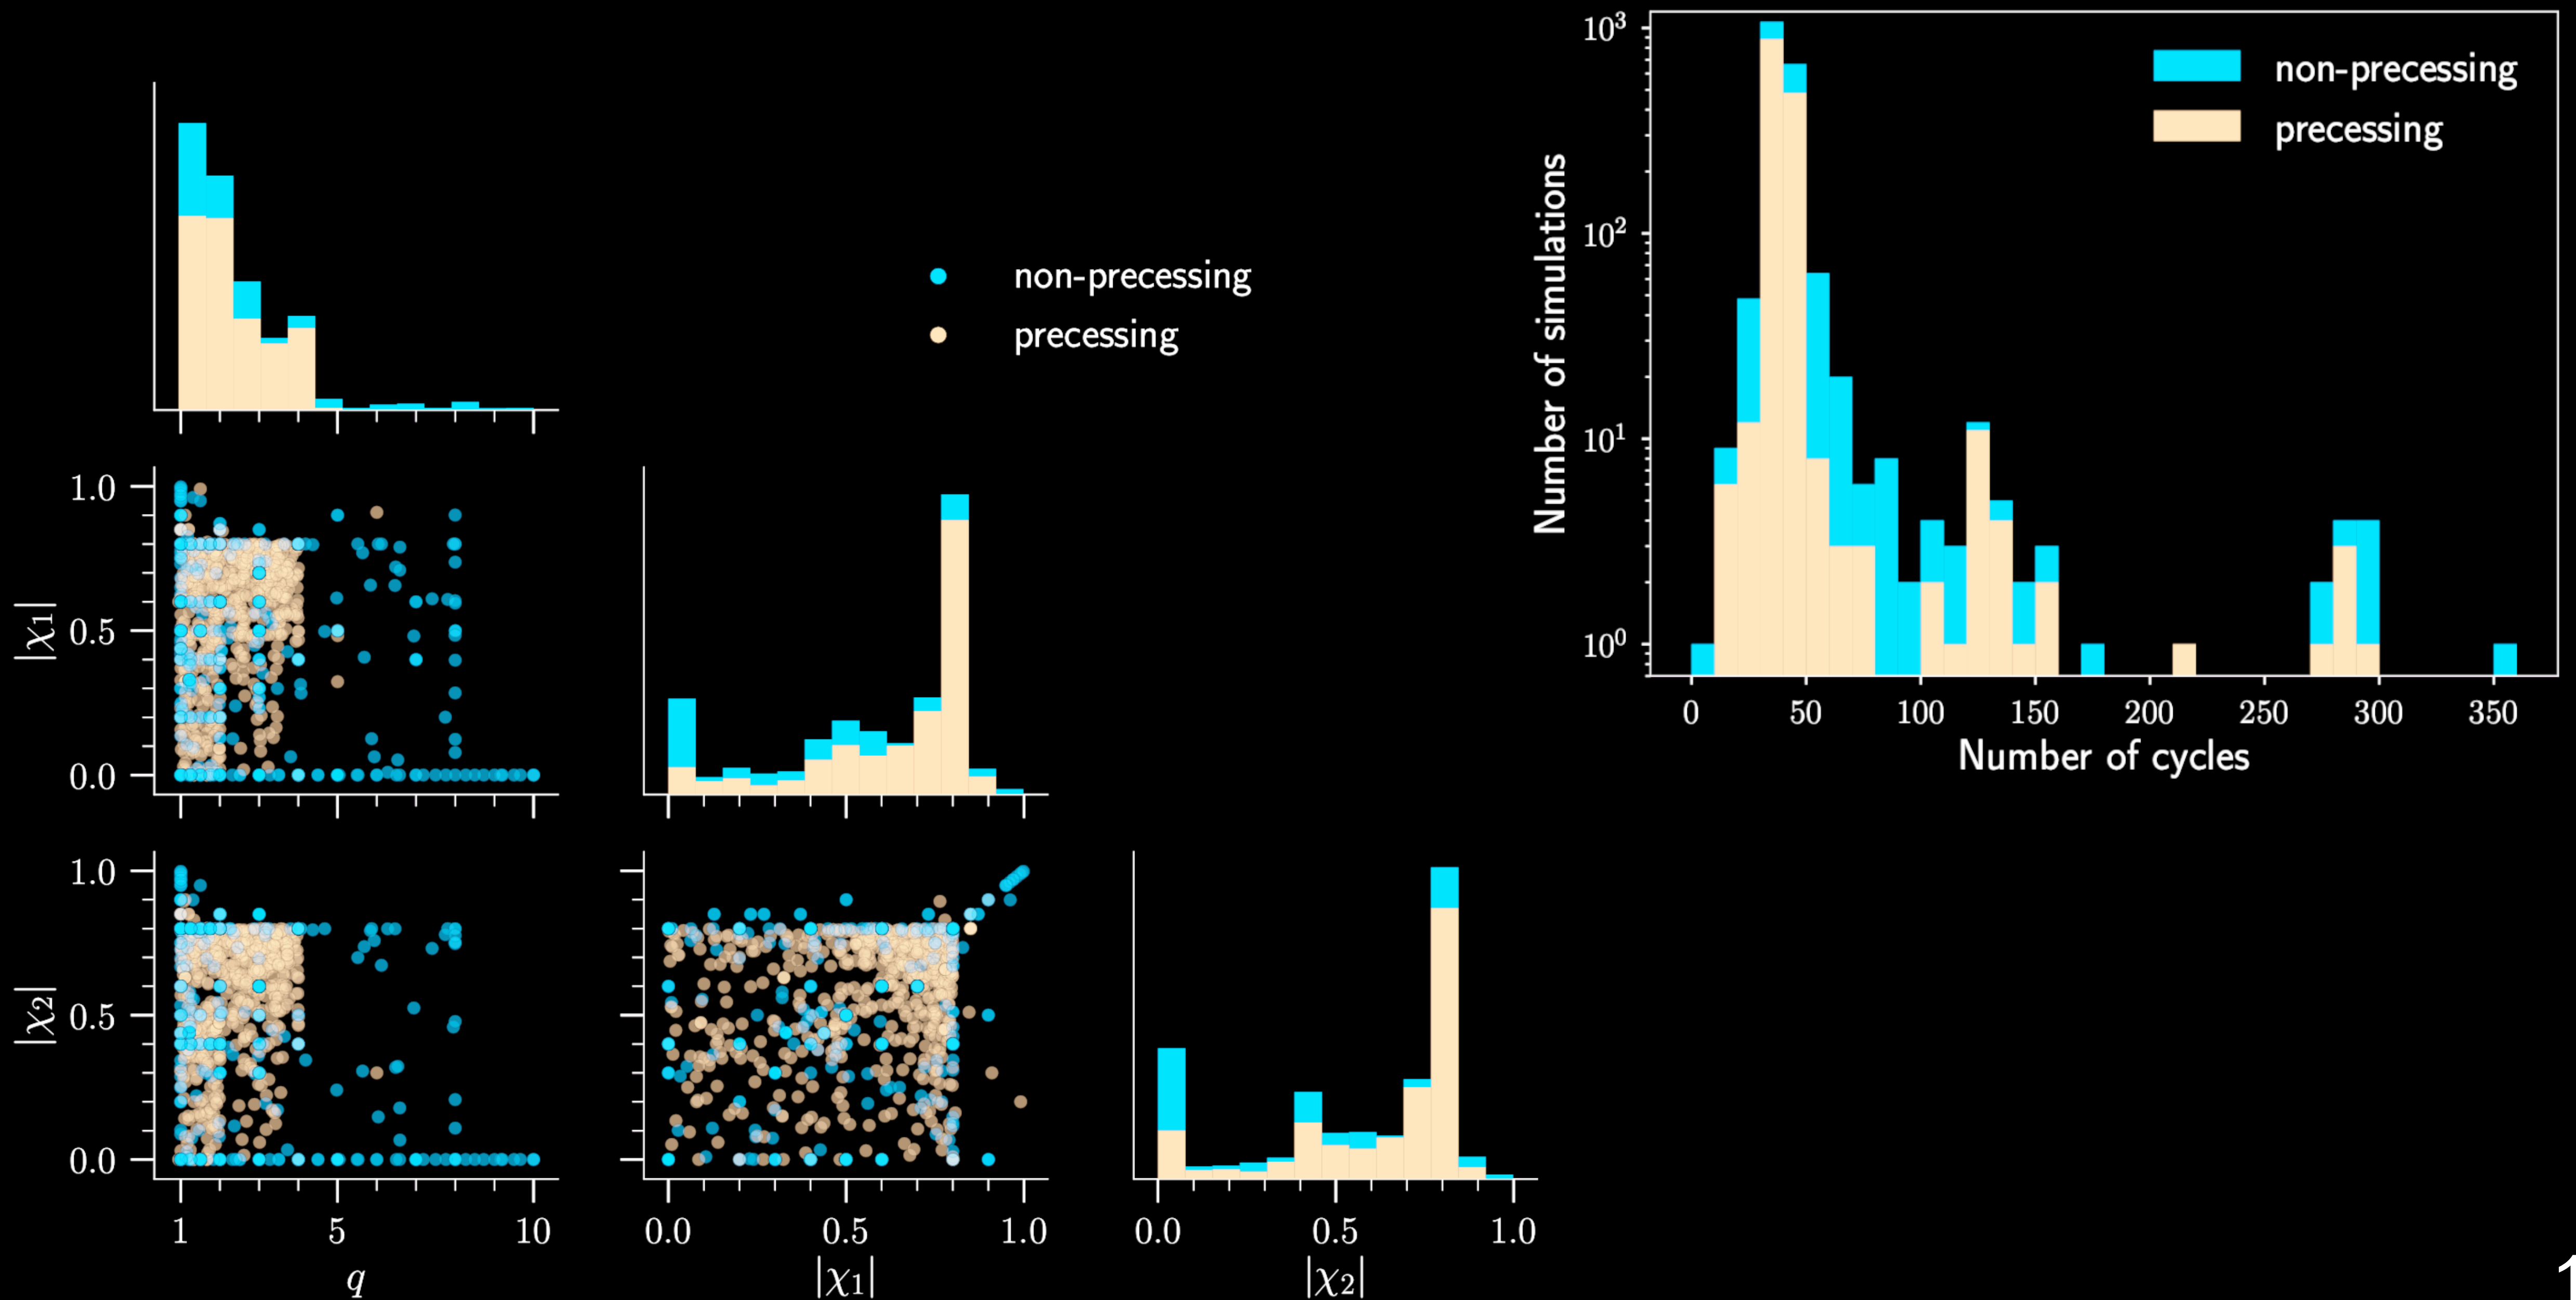 non-precessing
precessing
1.0
0.5
0.0
|χ1|
1.0
0.5
0.0
|χ2|
1 5 10
q
0.0 0.5 1.0
|χ1|
0.0 0.5 1.0
|χ2|
non-precessing
precessing
10³
10²
10¹
10⁰
Number of simulations
0 50 100 150 200 250 300 350
Number of cycles